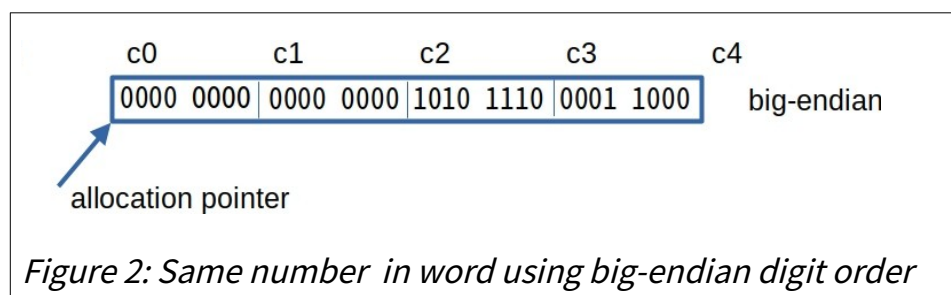 c0 c1 c2 c3 c4
0000 0000 0000 0000 1010 1110 0001 1000 big-endian
allocation pointer
Figure 2: Same number in word using big-endian digit order